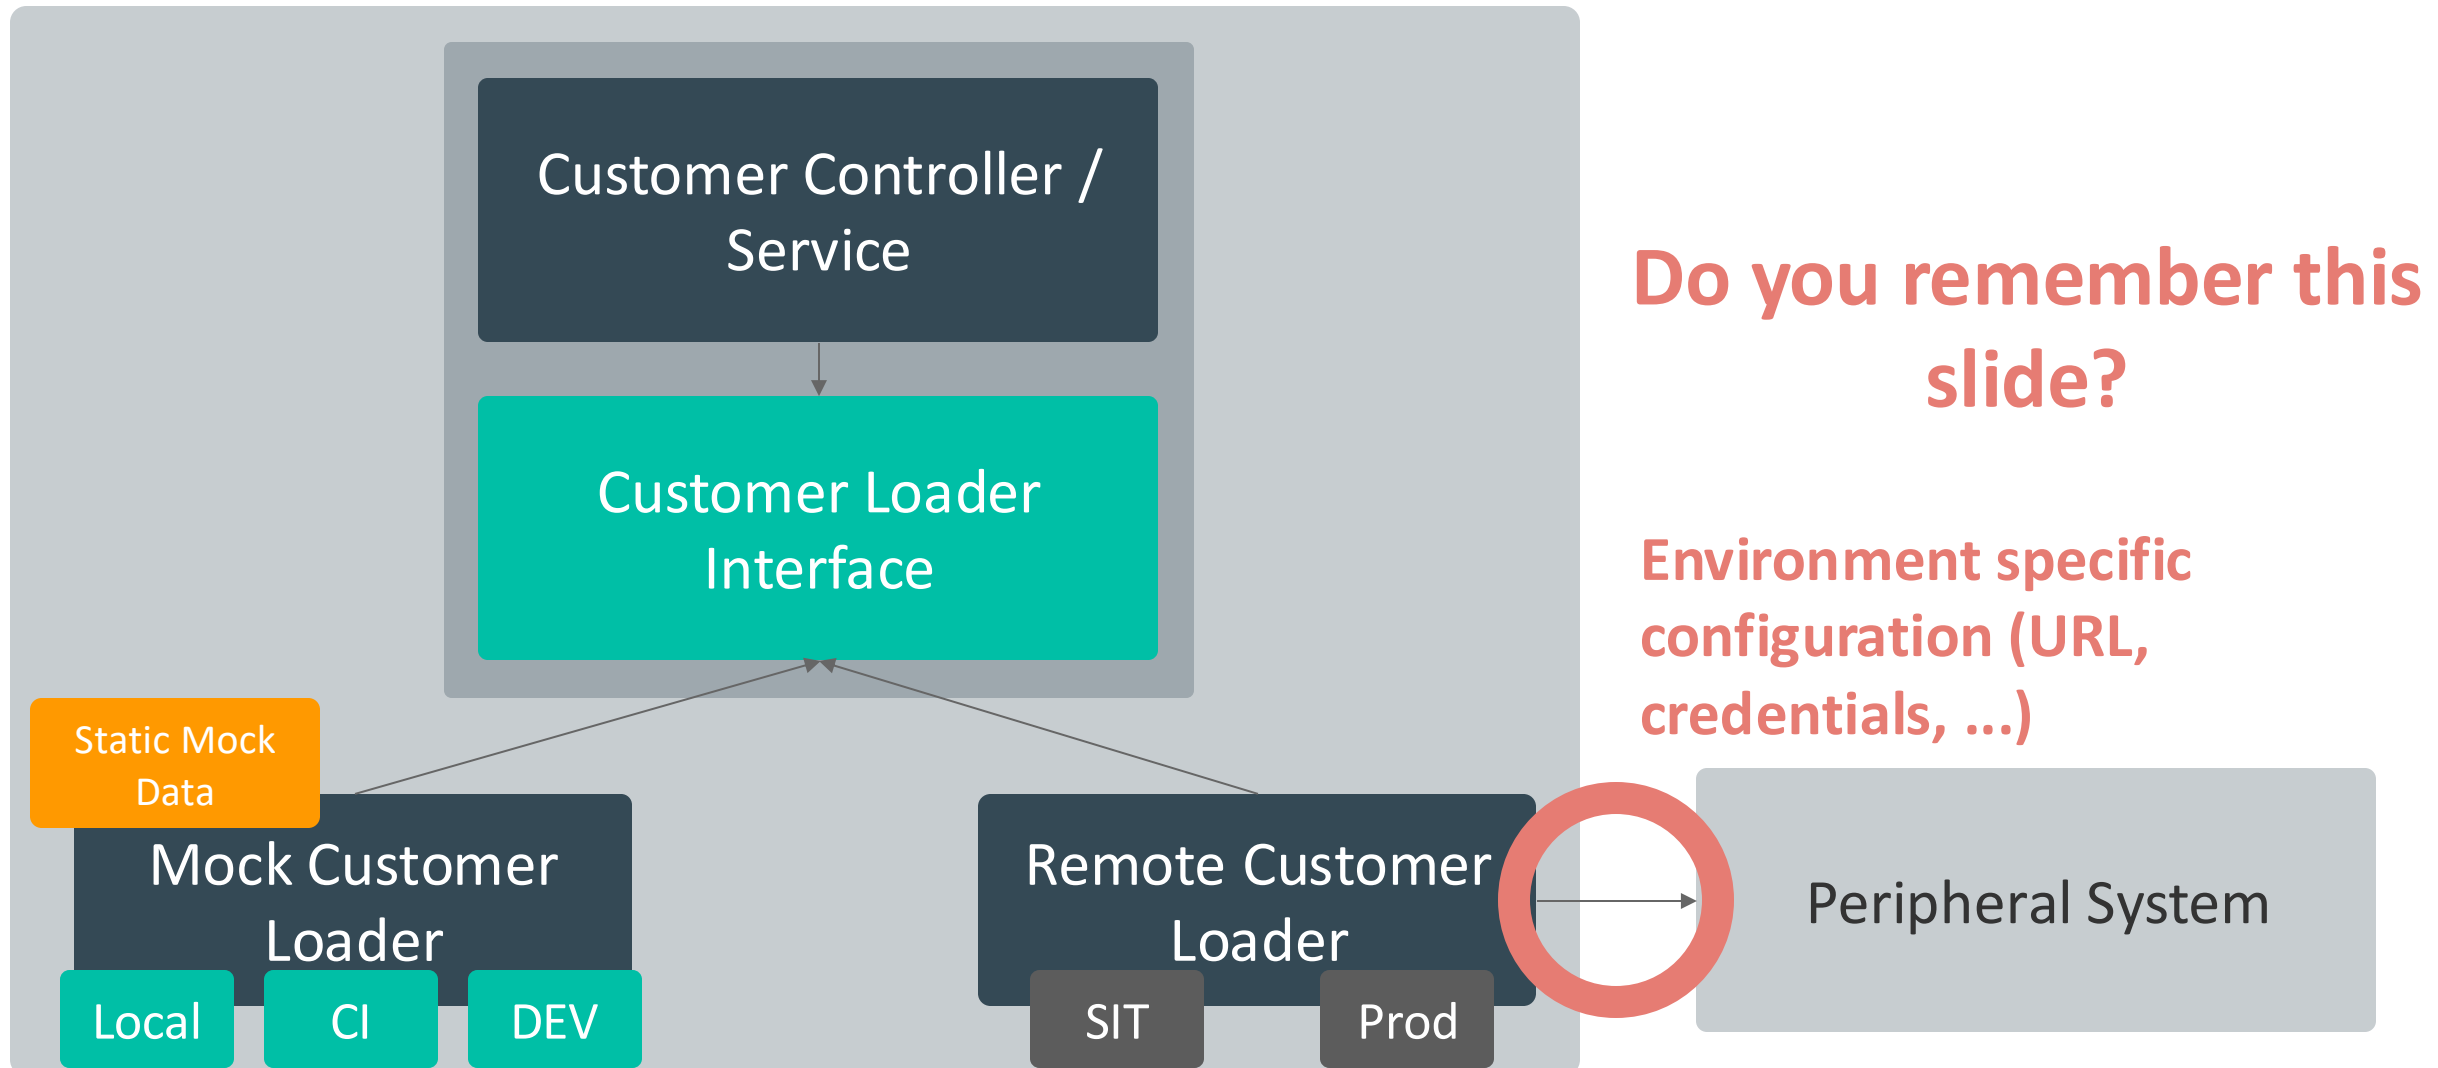 Customer Controller /
Service
Customer Loader
Interface
Do you remember this
slide?
Environment specific
configuration (URL,
credentials, ...)
Static Mock
Data
Mock Customer
Loader
Local
CI
DEV
Remote Customer
Loader
SIT
Prod
Peripheral System